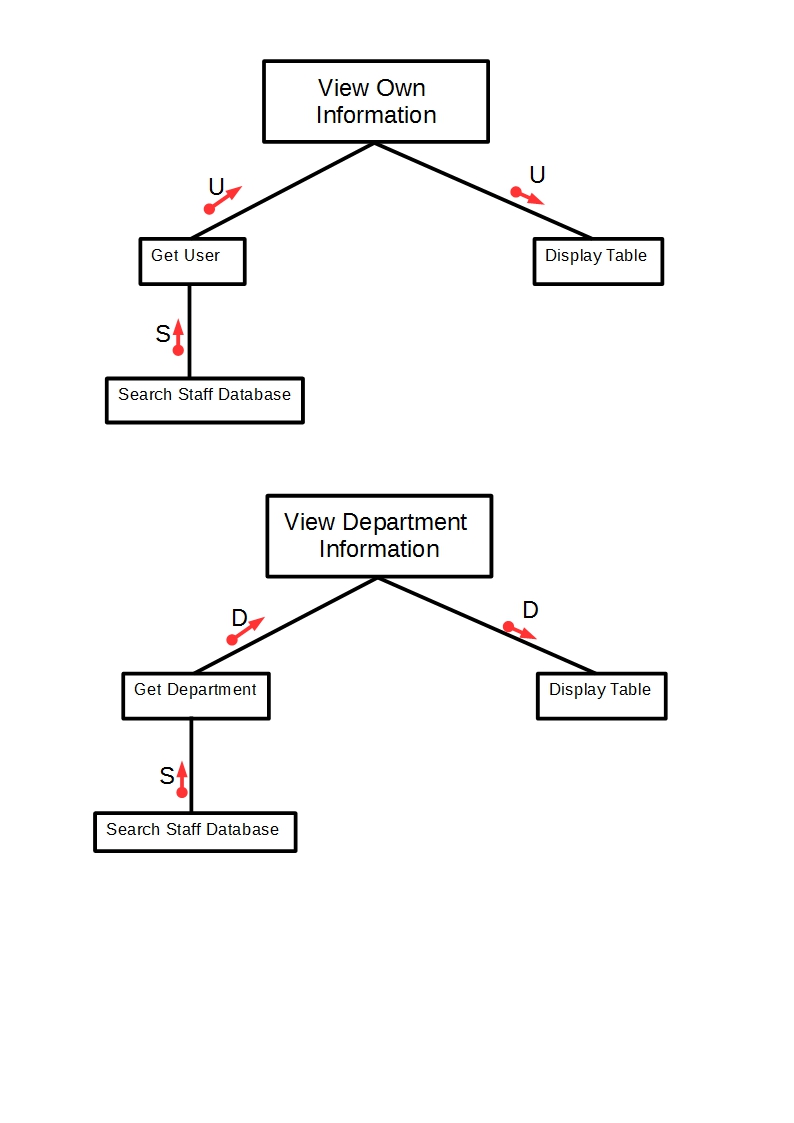 View Own
Information
U
U
Get User
Display Table
S
Search Staff Database
View Department
Information
D
D
Get Department
Display Table
S
Search Staff Database